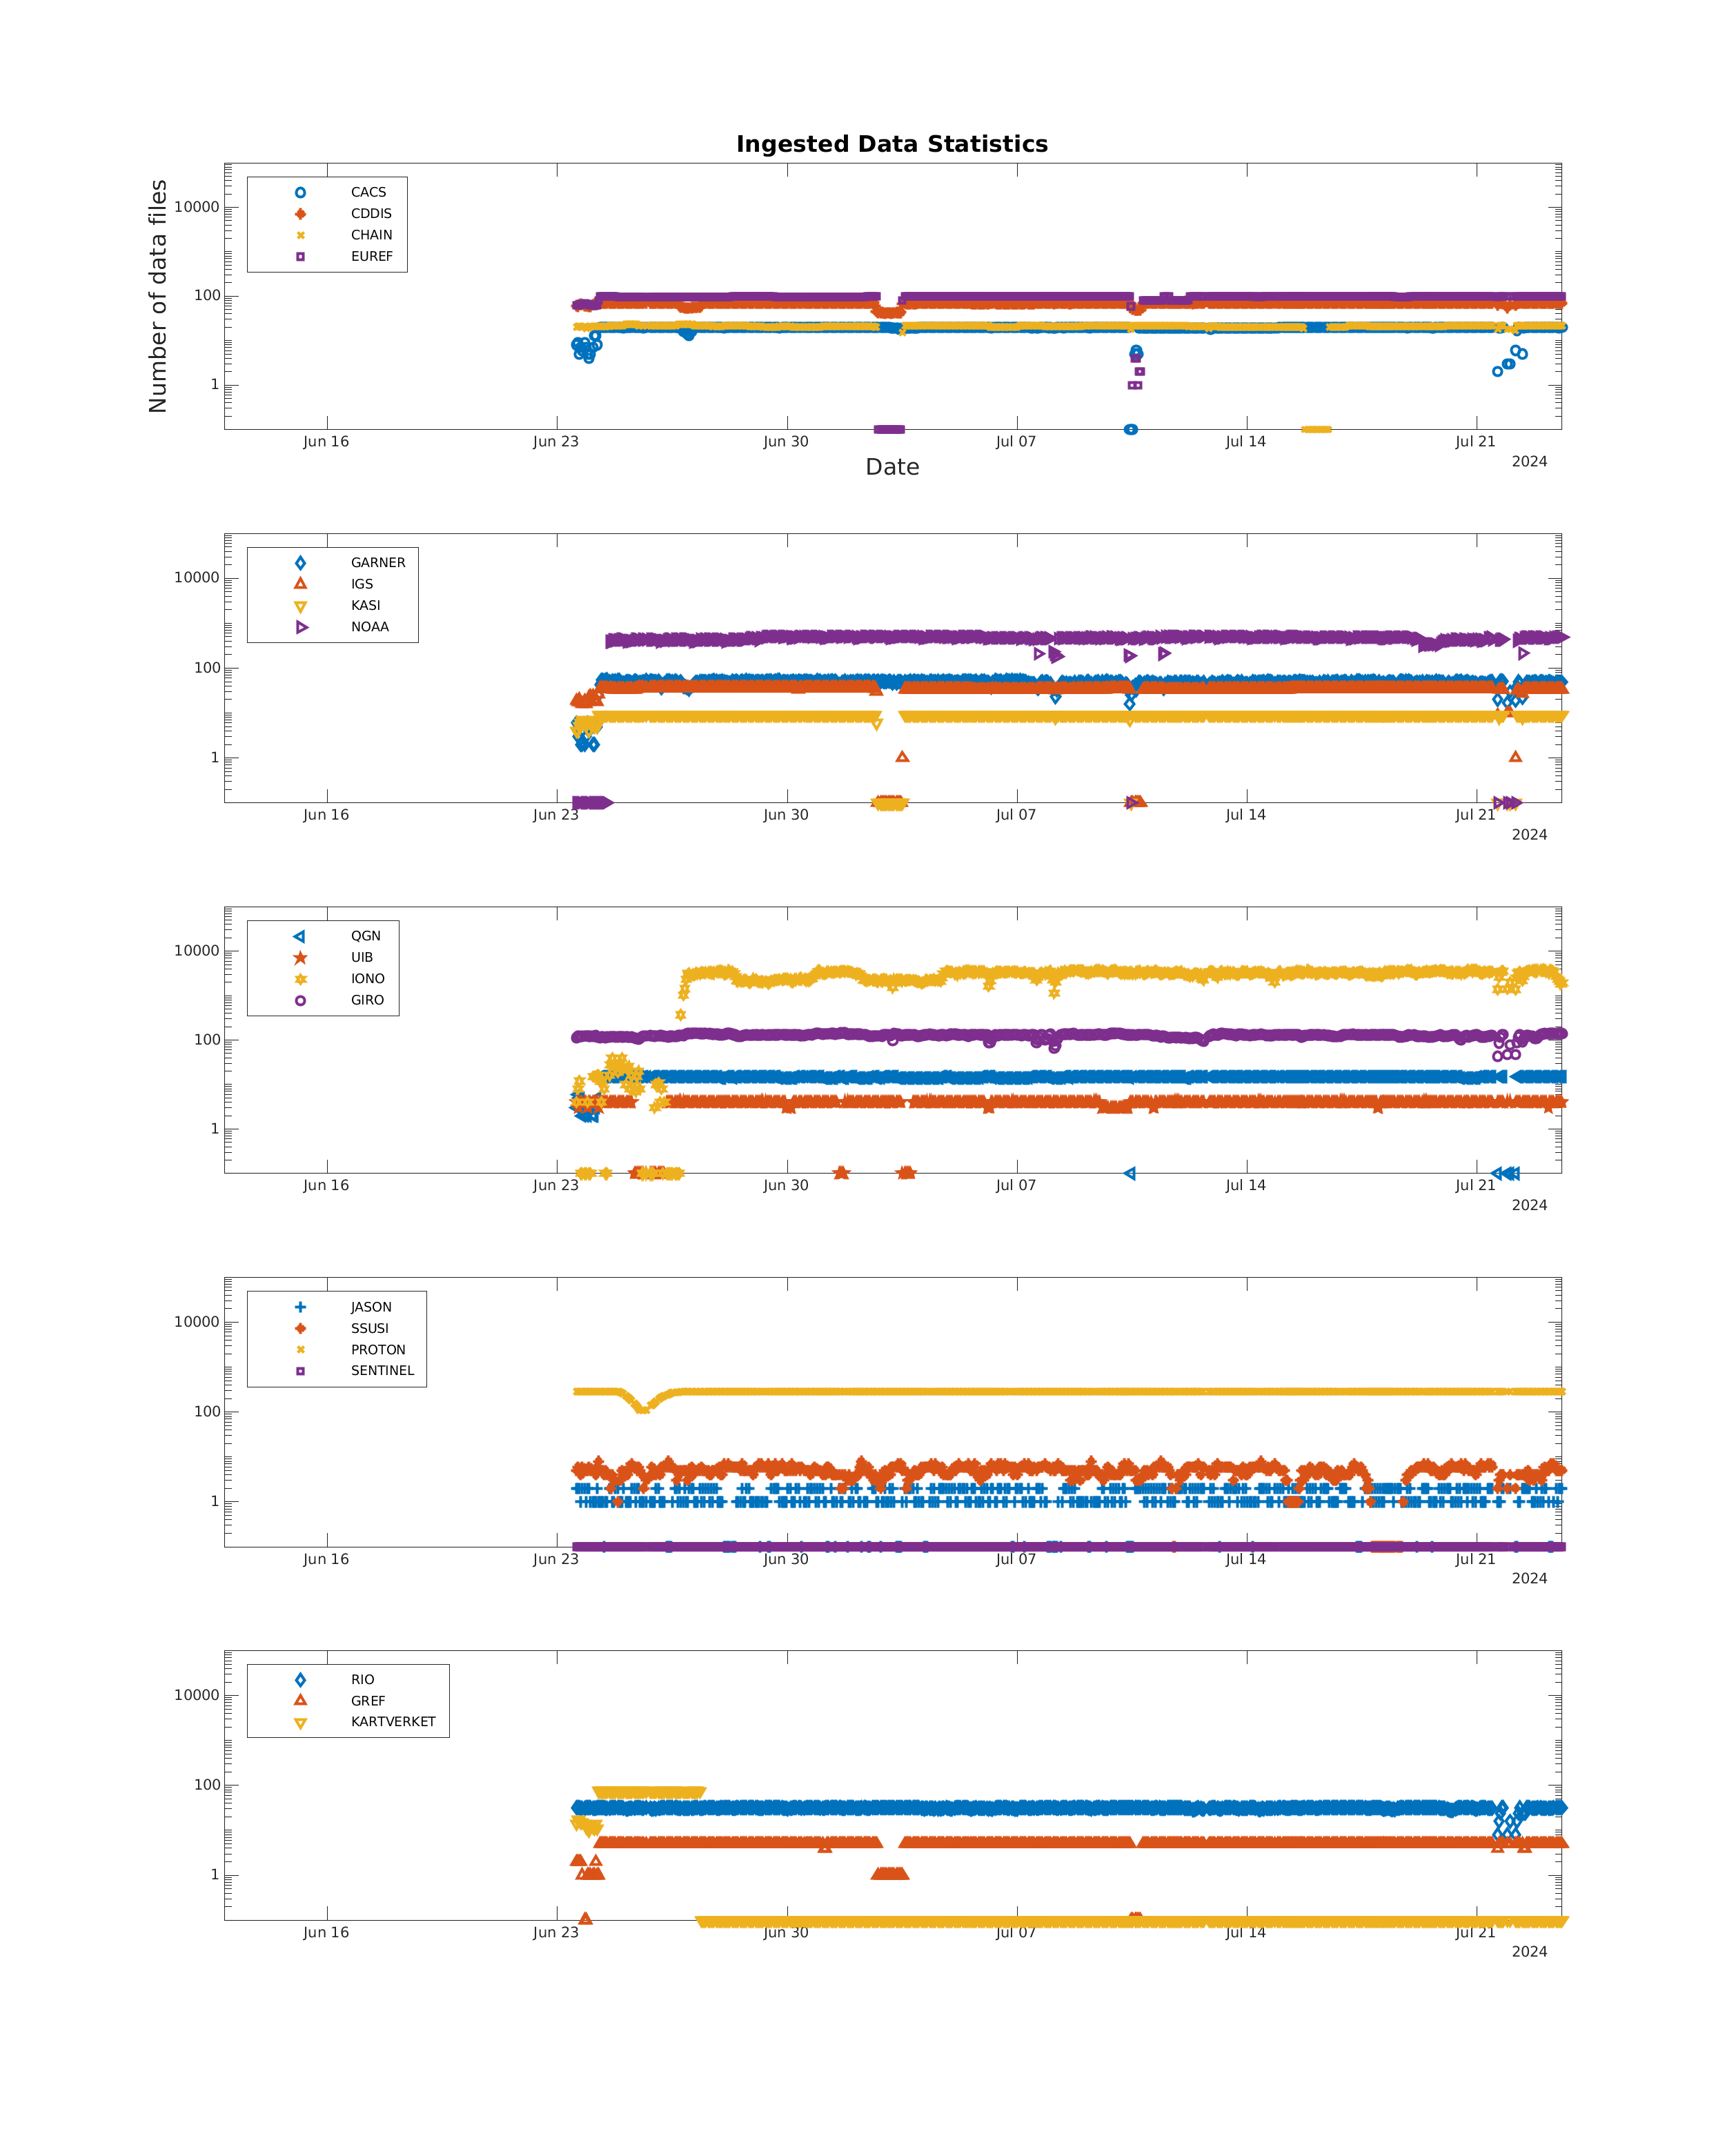 Ingested Data Statistics
Number of data files
CACS
CDDIS
CHAIN
EUREF
10000
100
1
Jun 16 Jun 23 Jun 30 Jul 07 Jul 14 Jul 21
2024
Date
GARNER
IGS
KASI
NOAA
10000
100
1
Jun 16 Jun 23 Jun 30 Jul 07 Jul 14 Jul 21
2024
QGN
UIB
IONO
GIRO
10000
100
1
Jun 16 Jun 23 Jun 30 Jul 07 Jul 14 Jul 21
2024
JASON
SSUSI
PROTON
SENTINEL
10000
100
1
Jun 16 Jun 23 Jun 30 Jul 07 Jul 14 Jul 21
2024
RIO
GREF
KARTVERKET
10000
100
1
Jun 16 Jun 23 Jun 30 Jul 07 Jul 14 Jul 21
2024